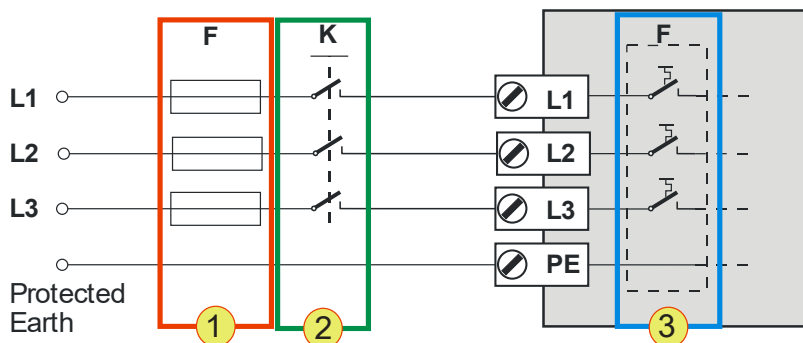 F K F
L1 L1
L2 L2
L3 L3
PE
Protected
Earth
1 2 3